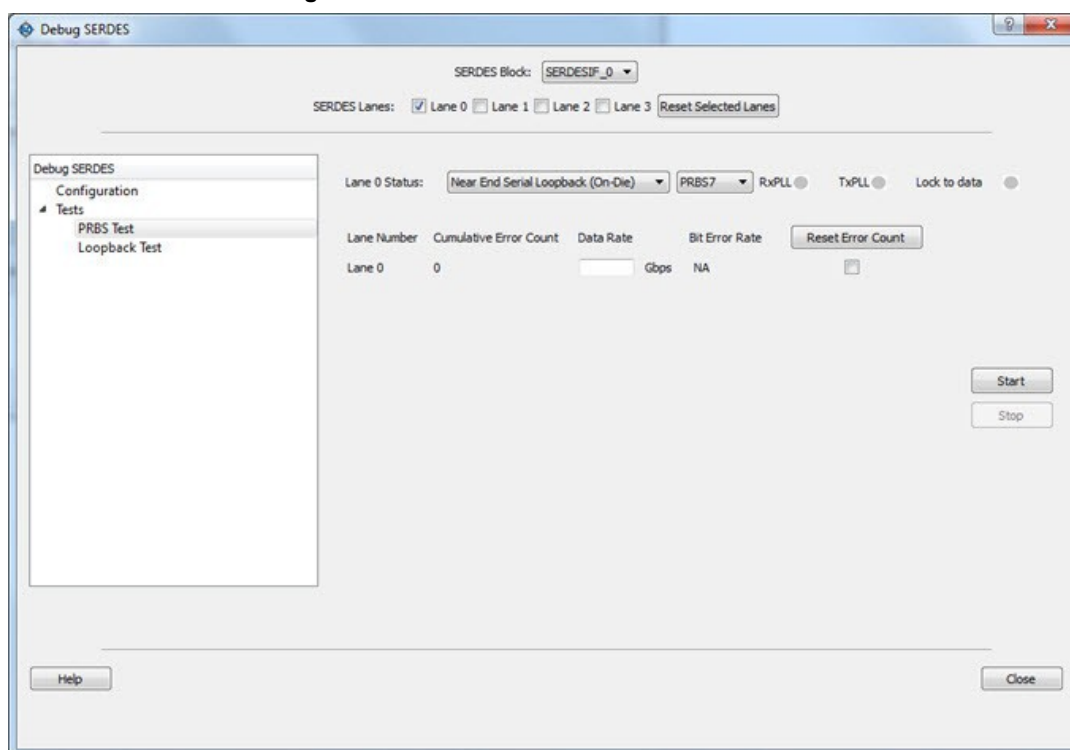 Debug SERDES
SERDES Block: SERDESIF_0
SERDES Lanes: Lane 0 Lane 1 Lane 2 Lane 3 Reset Selected Lanes
Debug SERDES
Configuration
Tests
PRBS Test
Loopback Test
Lane 0 Status: Near End Serial Loopback (On-Die) PRBS7 RxPLL TxPLL Lock to data
Lane Number Cumulative Error Count Data Rate Bit Error Rate Reset Error Count
Lane 0 0 Gbps NA
Start
Stop
Help
Close